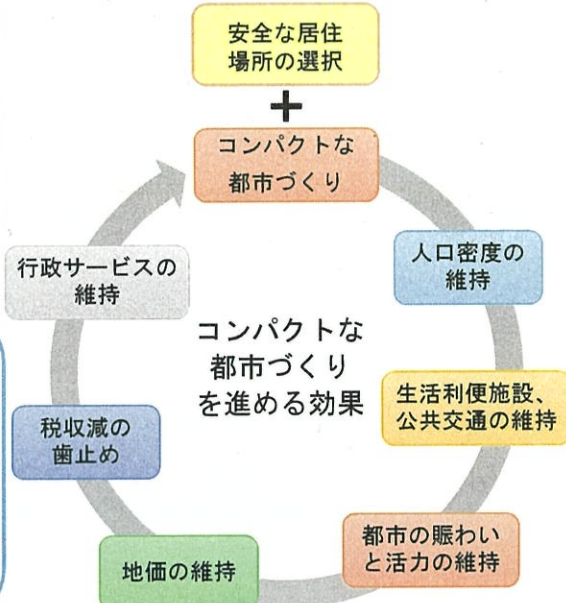 安全な居住
場所の選択
+
コンパクトな
都市づくり
人口密度の
維持
生活利便施設、
公共交通の維持
都市の賑わい
と活力の維持
地価の維持
税収減の
歯止め
行政サービスの
維持
コンパクトな
都市づくり
を進める効果